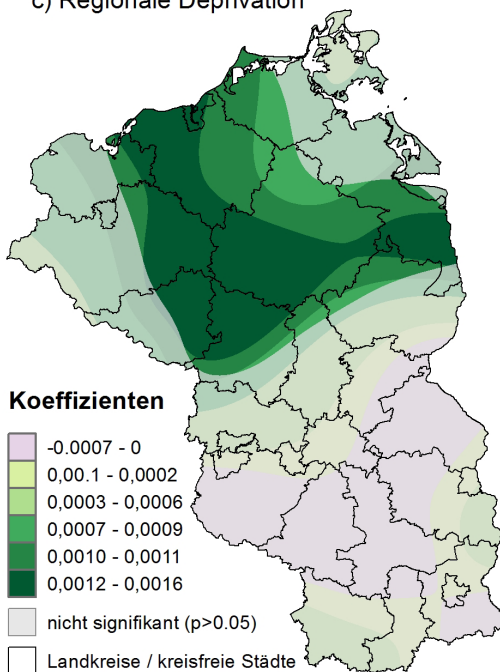 c) Regionale Deprivation
Koeffizienten
-0.0007 - 0
0,00.1 - 0,0002
0,0003 - 0,0006
0,0007 - 0,0009
0,0010 - 0,0011
0,0012 - 0,0016
nicht signifikant (p>0.05)
Landkreise / kreisfreie Städte